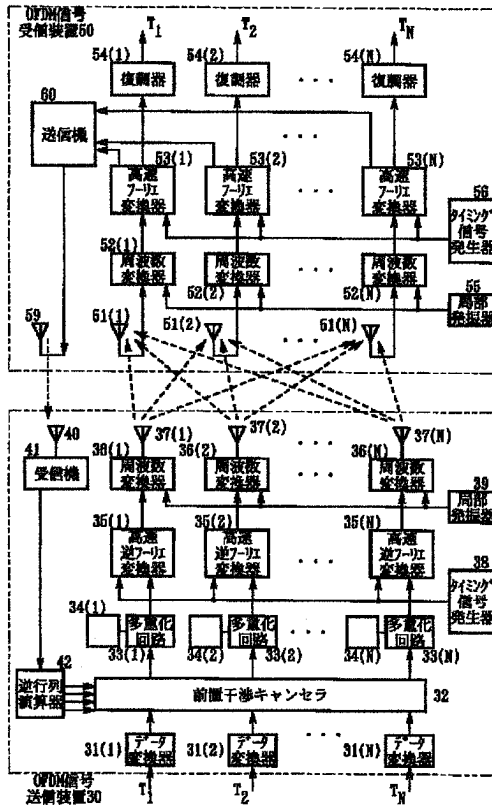 OFDM信号
受信装置50
T1 T2 TN
54(1) 54(2) 54(N)
復調器 復調器 復調器
60
送信機
53(1) 53(2) 53(N)
高速
フーリエ
変換器
高速
フーリエ
変換器
高速
フーリエ
変換器
56
タイミング
信号
発生器
52(1)
周波数
変換器
周波数
変換器
周波数
変換器
52(2) 52(N)
55
局部
発振器
59
51(1) 51(2) 51(N)
37(1) 37(2) 37(N)
40
41
受信機
36(1) 36(2) 36(N)
周波数
変換器
周波数
変換器
周波数
変換器
39
局部
発振器
35(1) 35(2) 35(N)
高速
逆フーリエ
変換器
高速
逆フーリエ
変換器
高速
逆フーリエ
変換器
38
タイミング
信号
発生器
34(1)
多重化
回路
多重化
回路
多重化
回路
33(1) 34(2) 33(2) 34(N) 33(N)
42
逆行列
演算器
前置干渉キャンセラ 32
31(1) 31(2) 31(N)
データ
変換器
データ
変換器
データ
変換器
OFDM信号
送信装置30
T1 T2 TN